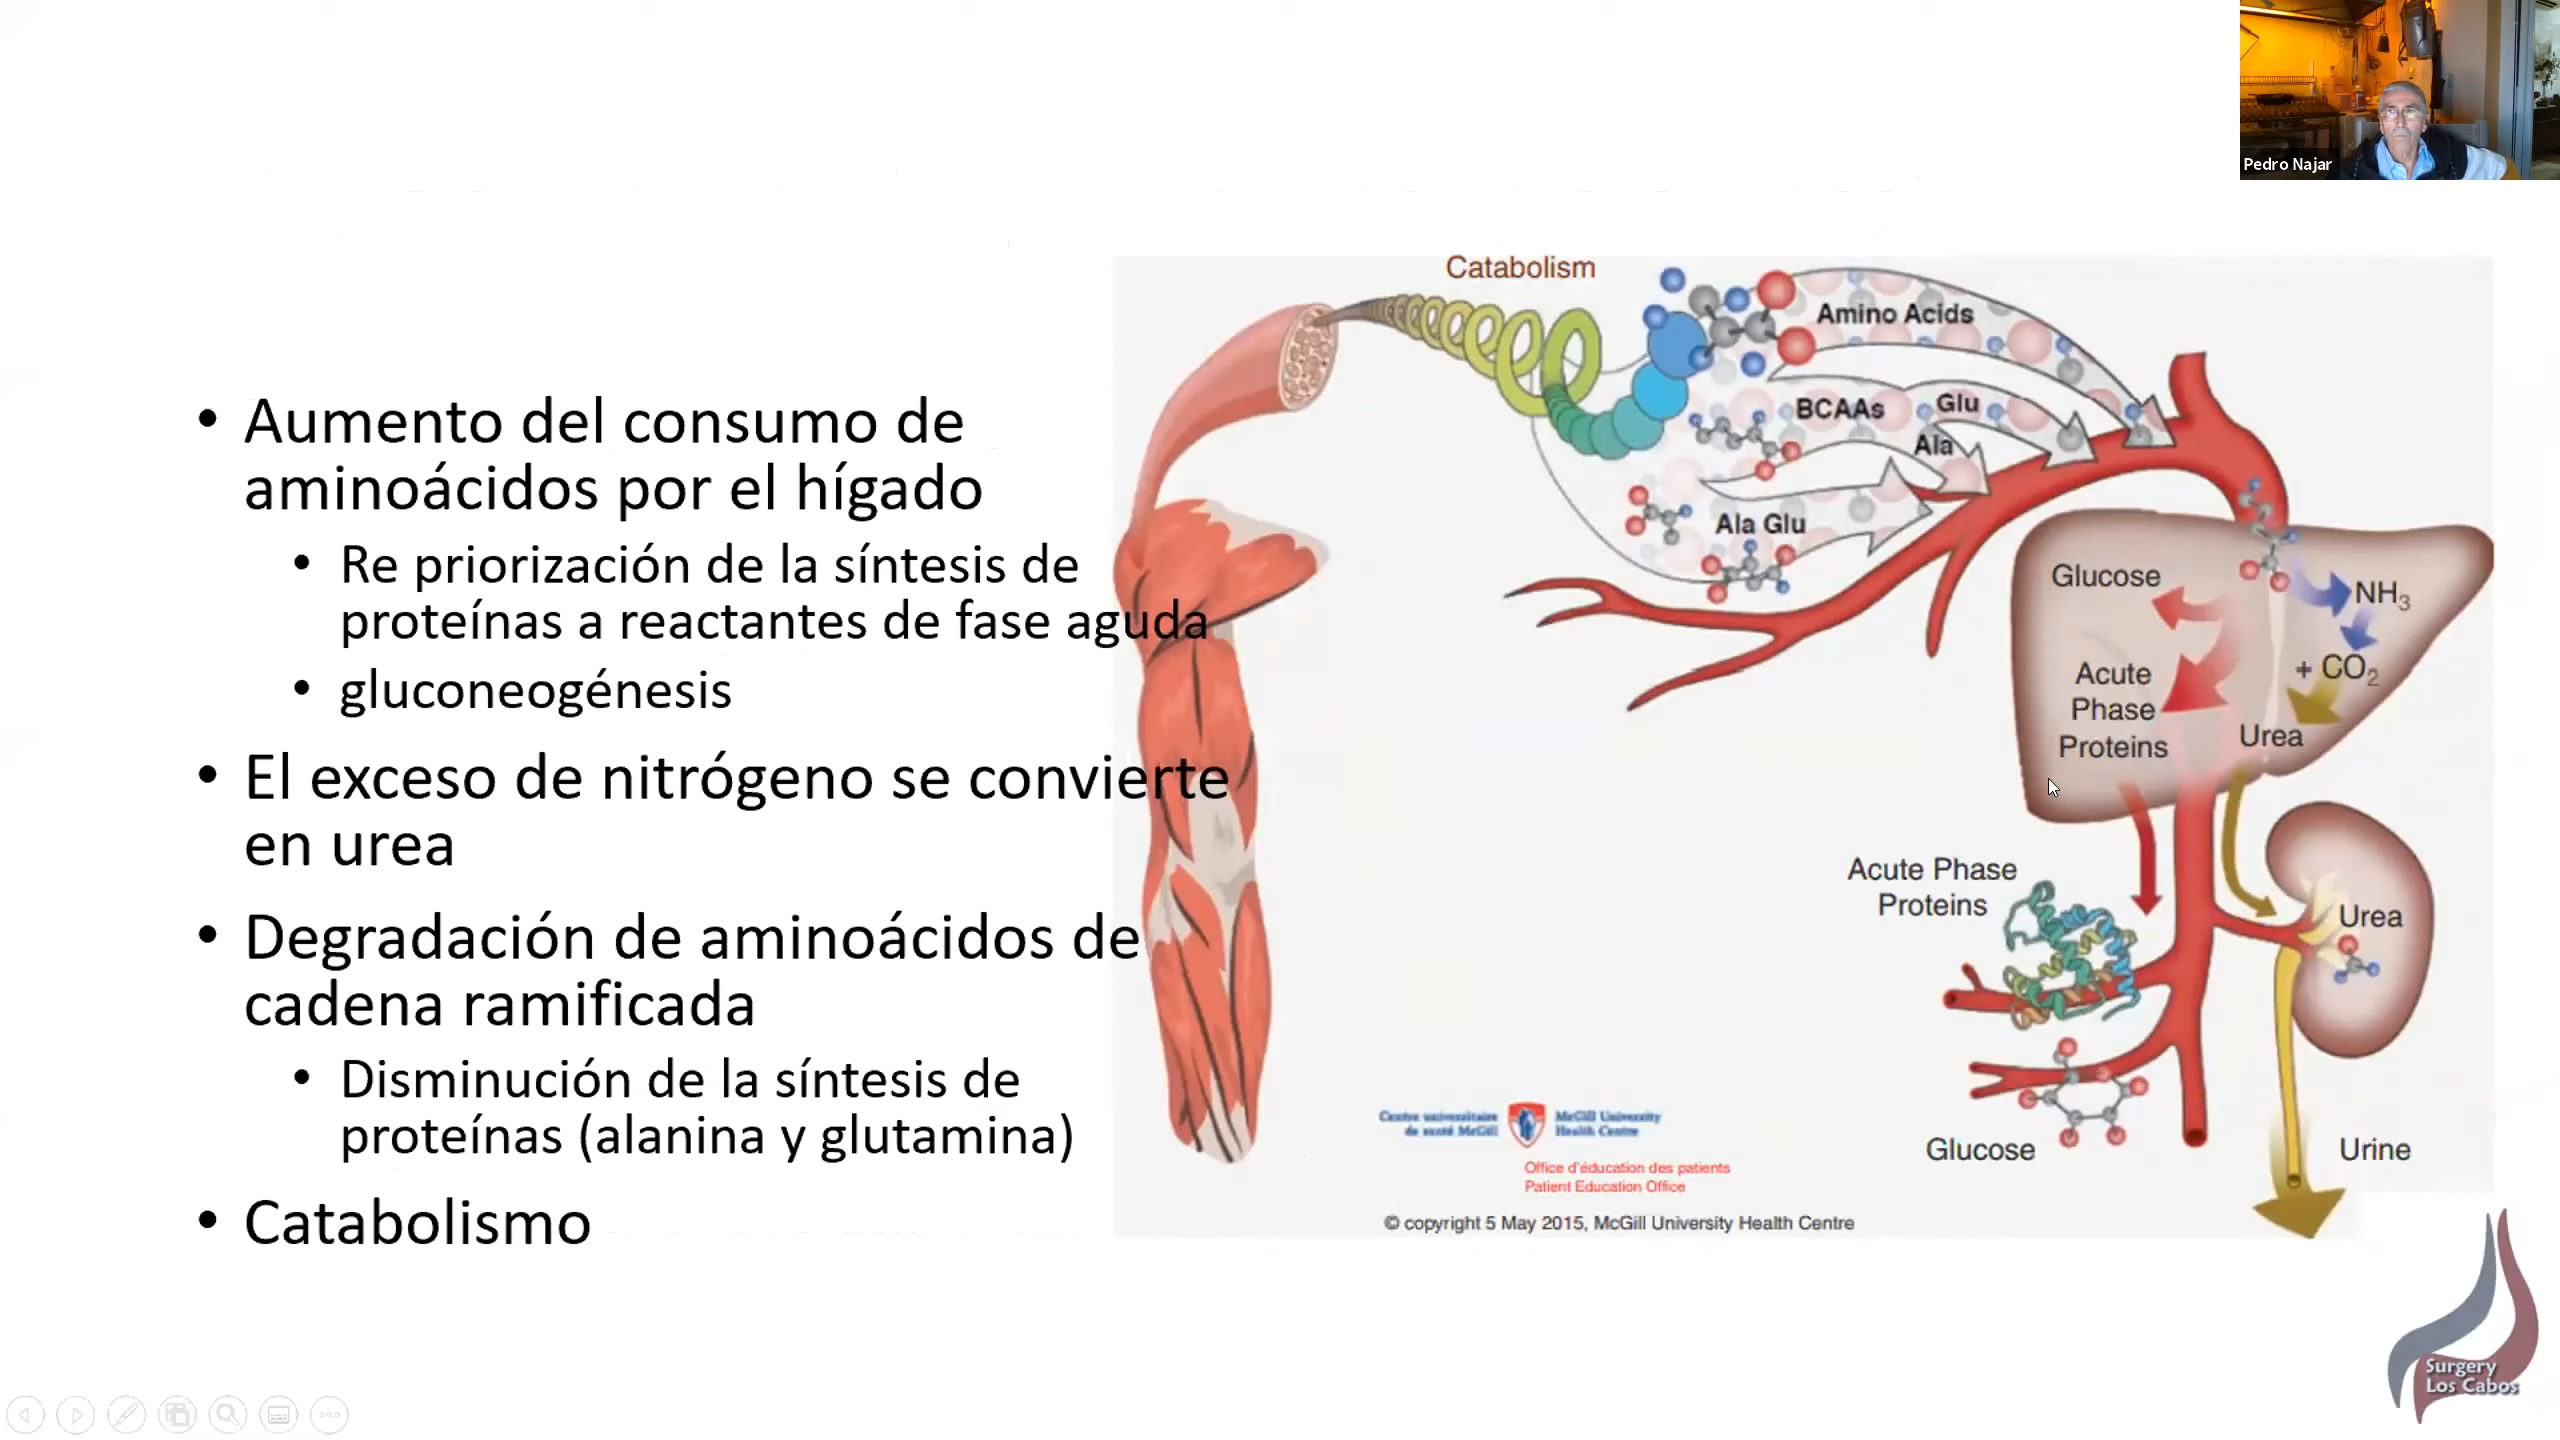 Pedro Najar
• Aumento del consumo de
aminoácidos por el hígado
• Re priorización de la síntesis de
proteínas a reactantes de fase aguda
• gluconeogénesis
• El exceso de nitrógeno se convierte
en urea
• Degradación de aminoácidos de
cadena ramificada
• Disminución de la síntesis de
proteínas (alanina y glutamina)
• Catabolismo
Catabolism
Amino Acids
BCAAs
Glu
Ala
Ala Glu
Glucose
NH3
+ CO2
Acute
Phase
Proteins
Urea
Acute Phase
Proteins
Urea
Glucose
Urine
Centre universitaire
de santé McGill
McGill University
Health Centre
Office d'éducation des patients
Patient Education Office
© copyright 5 May 2015, McGill University Health Centre
Surgery
Los Cabos